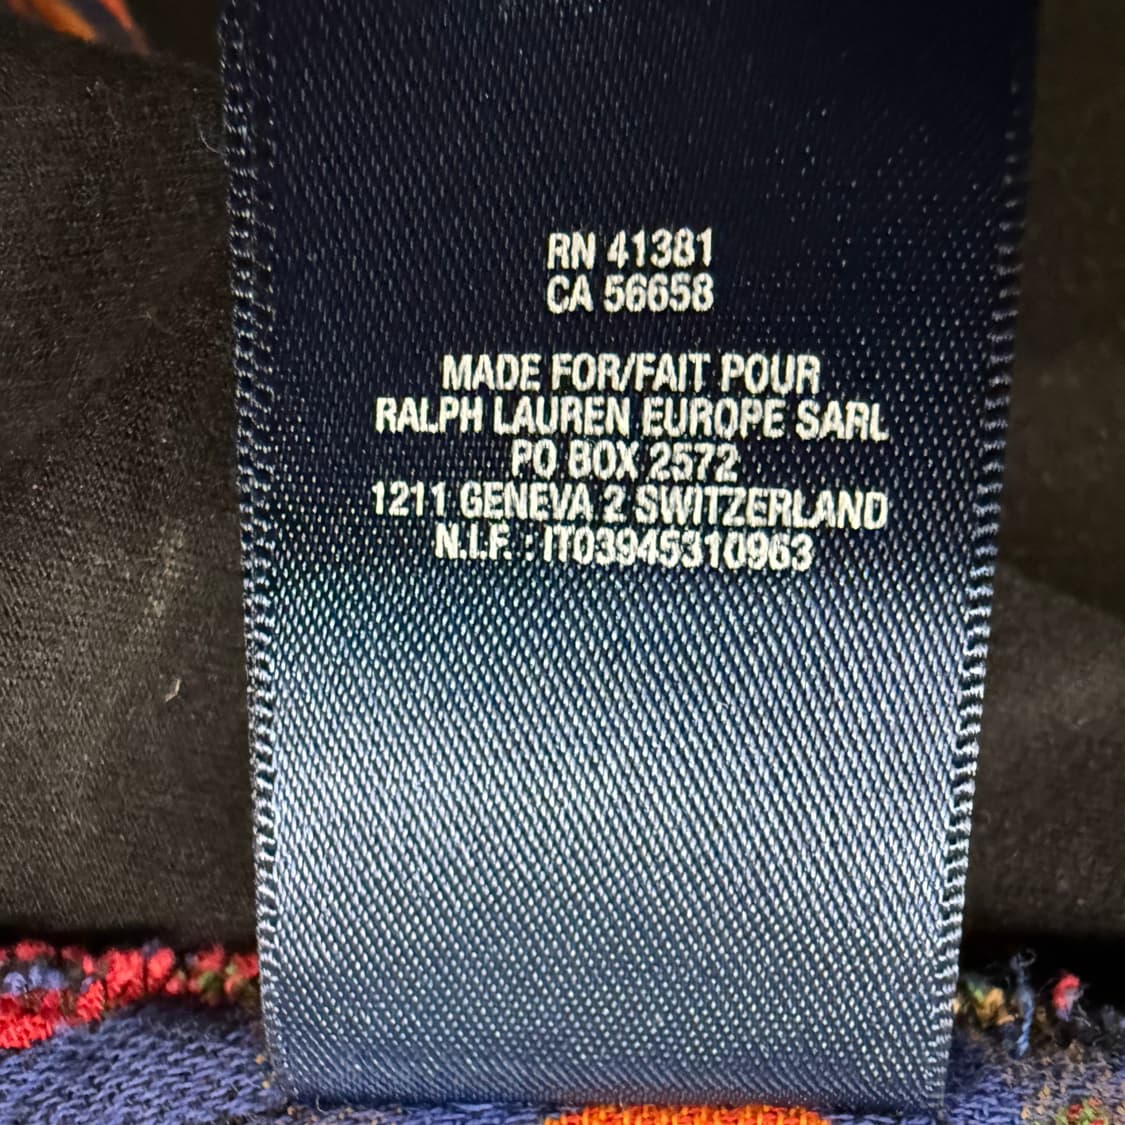 RN 41381
CA 56658
MADE FOR/FAIT POUR
RALPH LAUREN EUROPE SARL
PO BOX 2572
1211 GENEVA 2 SWITZERLAND
N.I.F. : IT03945310963